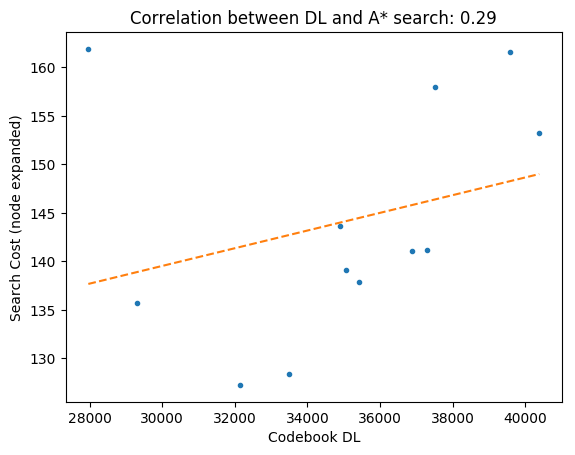 Correlation between DL and A* search: 0.29
160
155
150
145
140
135
130
Search Cost (node expanded)
28000 30000 32000 34000 36000 38000 40000
Codebook DL